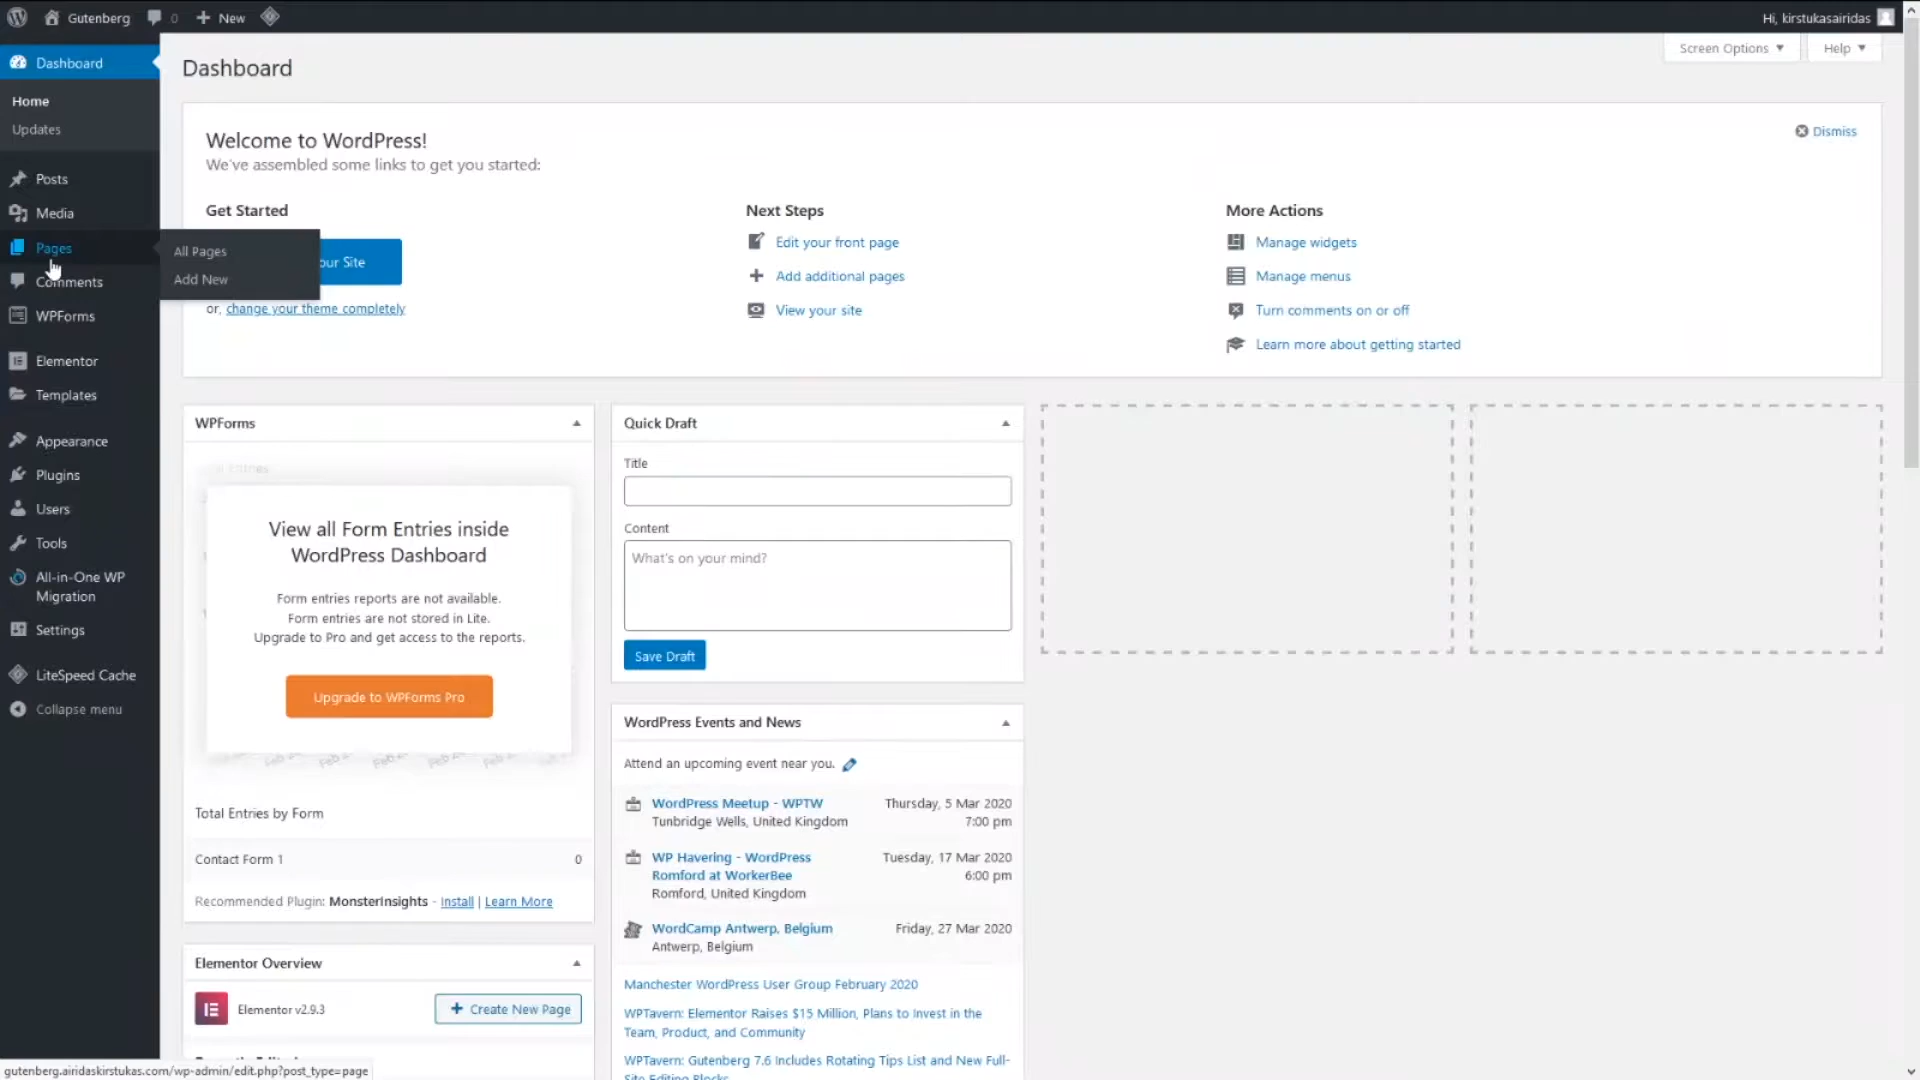 Gutenberg
0
New
Hi, kirstukasairidas
Dashboard
Home
Updates
Posts
Media
Pages
Comments
WPForms
Elementor
Templates
Appearance
Plugins
Users
Tools
All-in-One WP
Migration
Settings
LiteSpeed Cache
Collapse menu
All Pages
Add New
Screen Options
Help
Dashboard
Welcome to WordPress!
We've assembled some links to get you started:
Dismiss
Get Started
our Site
or, change your theme completely
Next Steps
Edit your front page
Add additional pages
View your site
More Actions
Manage widgets
Manage menus
Turn comments on or off
Learn more about getting started
WPForms
View all Form Entries inside
WordPress Dashboard
Form entries reports are not available.
Form entries are not stored in Lite.
Upgrade to Pro and get access to the reports.
Upgrade to WPForms Pro
Total Entries by Form
Contact Form 1 0
Recommended Plugin: MonsterInsights - Install | Learn More
Elementor Overview
Elementor v2.9.3
Create New Page
Quick Draft
Title
Content
What's on your mind?
Save Draft
WordPress Events and News
Attend an upcoming event near you.
WordPress Meetup - WPTW Thursday, 5 Mar 2020
Tunbridge Wells, United Kingdom 7:00 pm
WP Havering - WordPress Tuesday, 17 Mar 2020
Romford at WorkerBee 6:00 pm
Romford, United Kingdom
WordCamp Antwerp, Belgium Friday, 27 Mar 2020
Antwerp, Belgium
Manchester WordPress User Group February 2020
WPTavern: Elementor Raises $15 Million, Plans to Invest in the
Team, Product, and Community
WPTavern: Gutenberg 7.6 Includes Rotating Tips List and New Full-
Site Editing Blocks
gutenberg.airidaskirstukas.com/wp-admin/edit.php?post_type=page